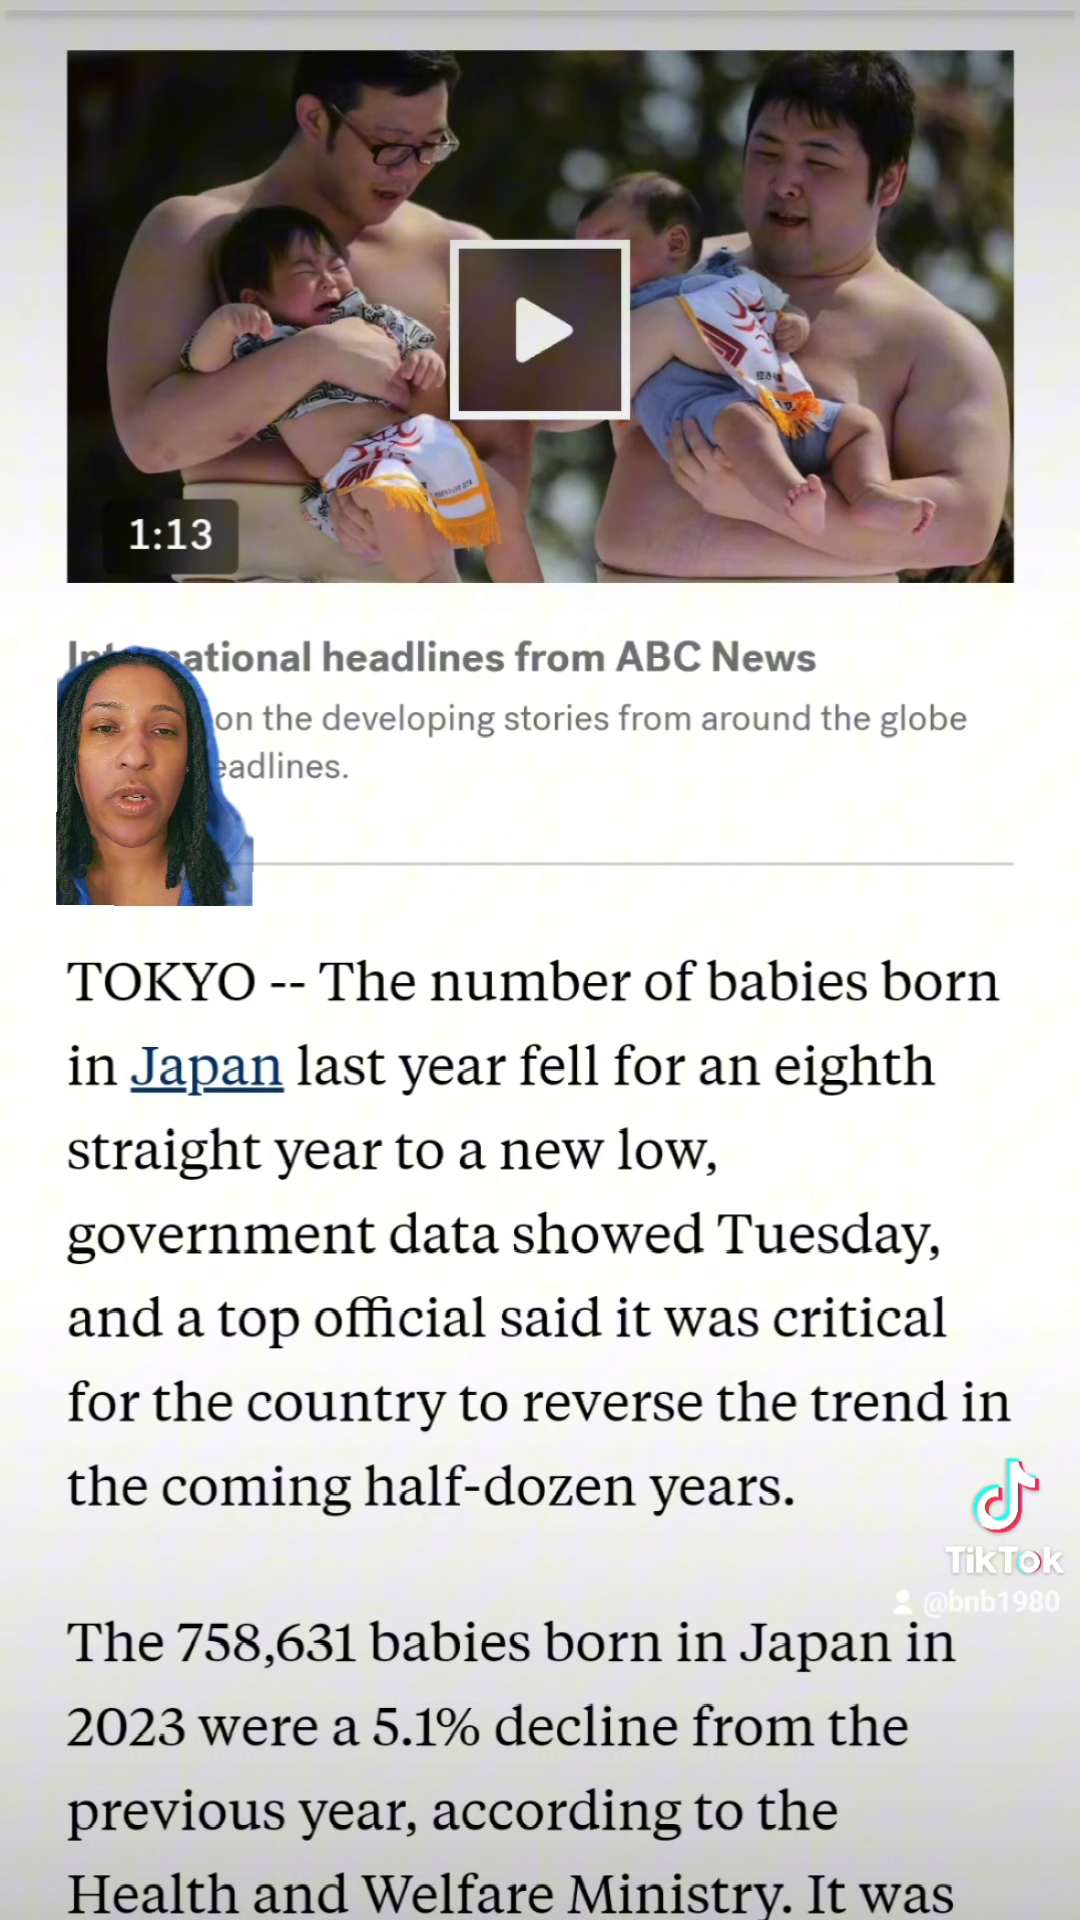 1:13
International headlines from ABC News
on the developing stories from around the globe
eadlines.
TOKYO -- The number of babies born
in Japan last year fell for an eighth
straight year to a new low,
government data showed Tuesday,
and a top official said it was critical
for the country to reverse the trend in
the coming half-dozen years.
TikTok
@bnb1980
The 758,631 babies born in Japan in
2023 were a 5.1% decline from the
previous year, according to the
Health and Welfare Ministry. It was